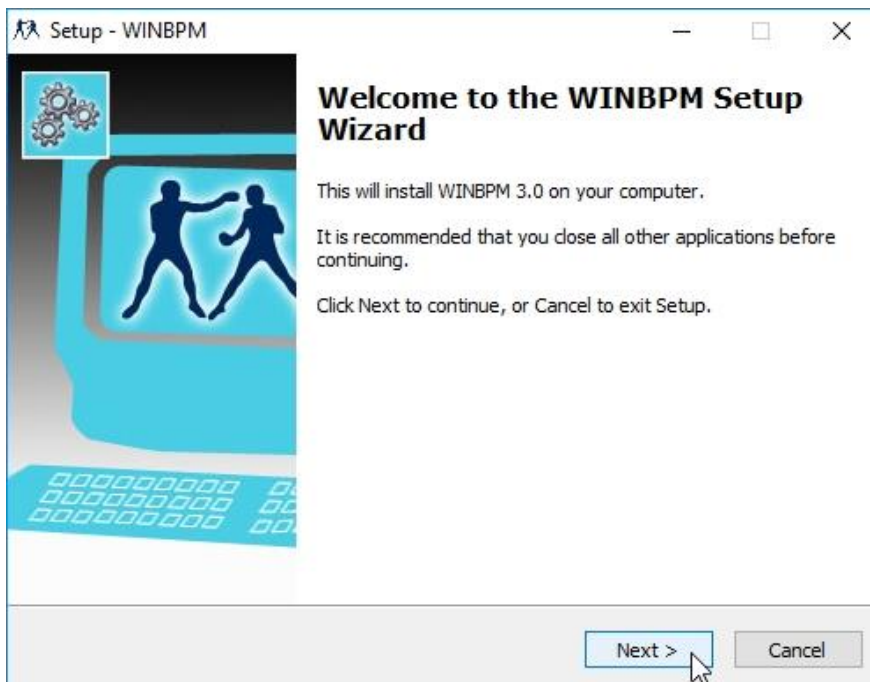 Setup - WINBPM
Welcome to the WINBPM Setup
Wizard
This will install WINBPM 3.0 on your computer.
It is recommended that you close all other applications before
continuing.
Click Next to continue, or Cancel to exit Setup.
Next >
Cancel